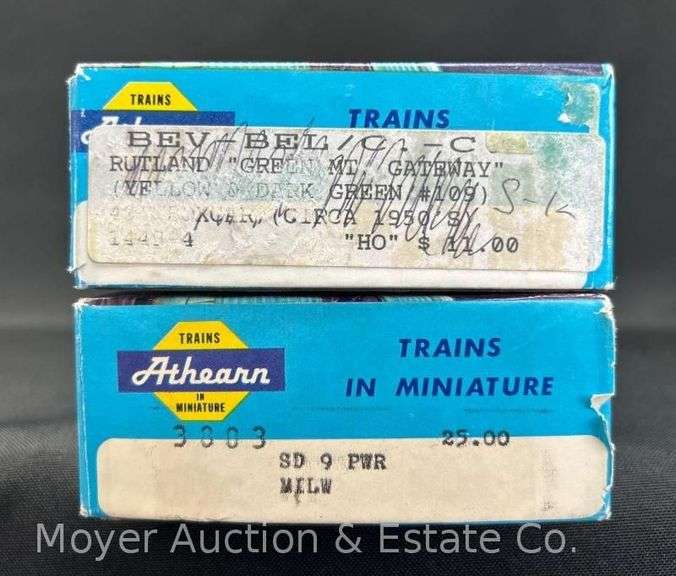 TRAINS
TRAINS
BEV-BEL/C1-C
RUTLAND "GREEN MT. GATEWAY"
(YELLOW & DARK GREEN #109)
(CIRCA 1950'S)
"HO" $ 11.00
TRAINS
Athearn
IN
MINIATURE
TRAINS
IN MINIATURE
3803 25.00
SD 9 PWR
MILW
Moyer Auction & Estate Co.